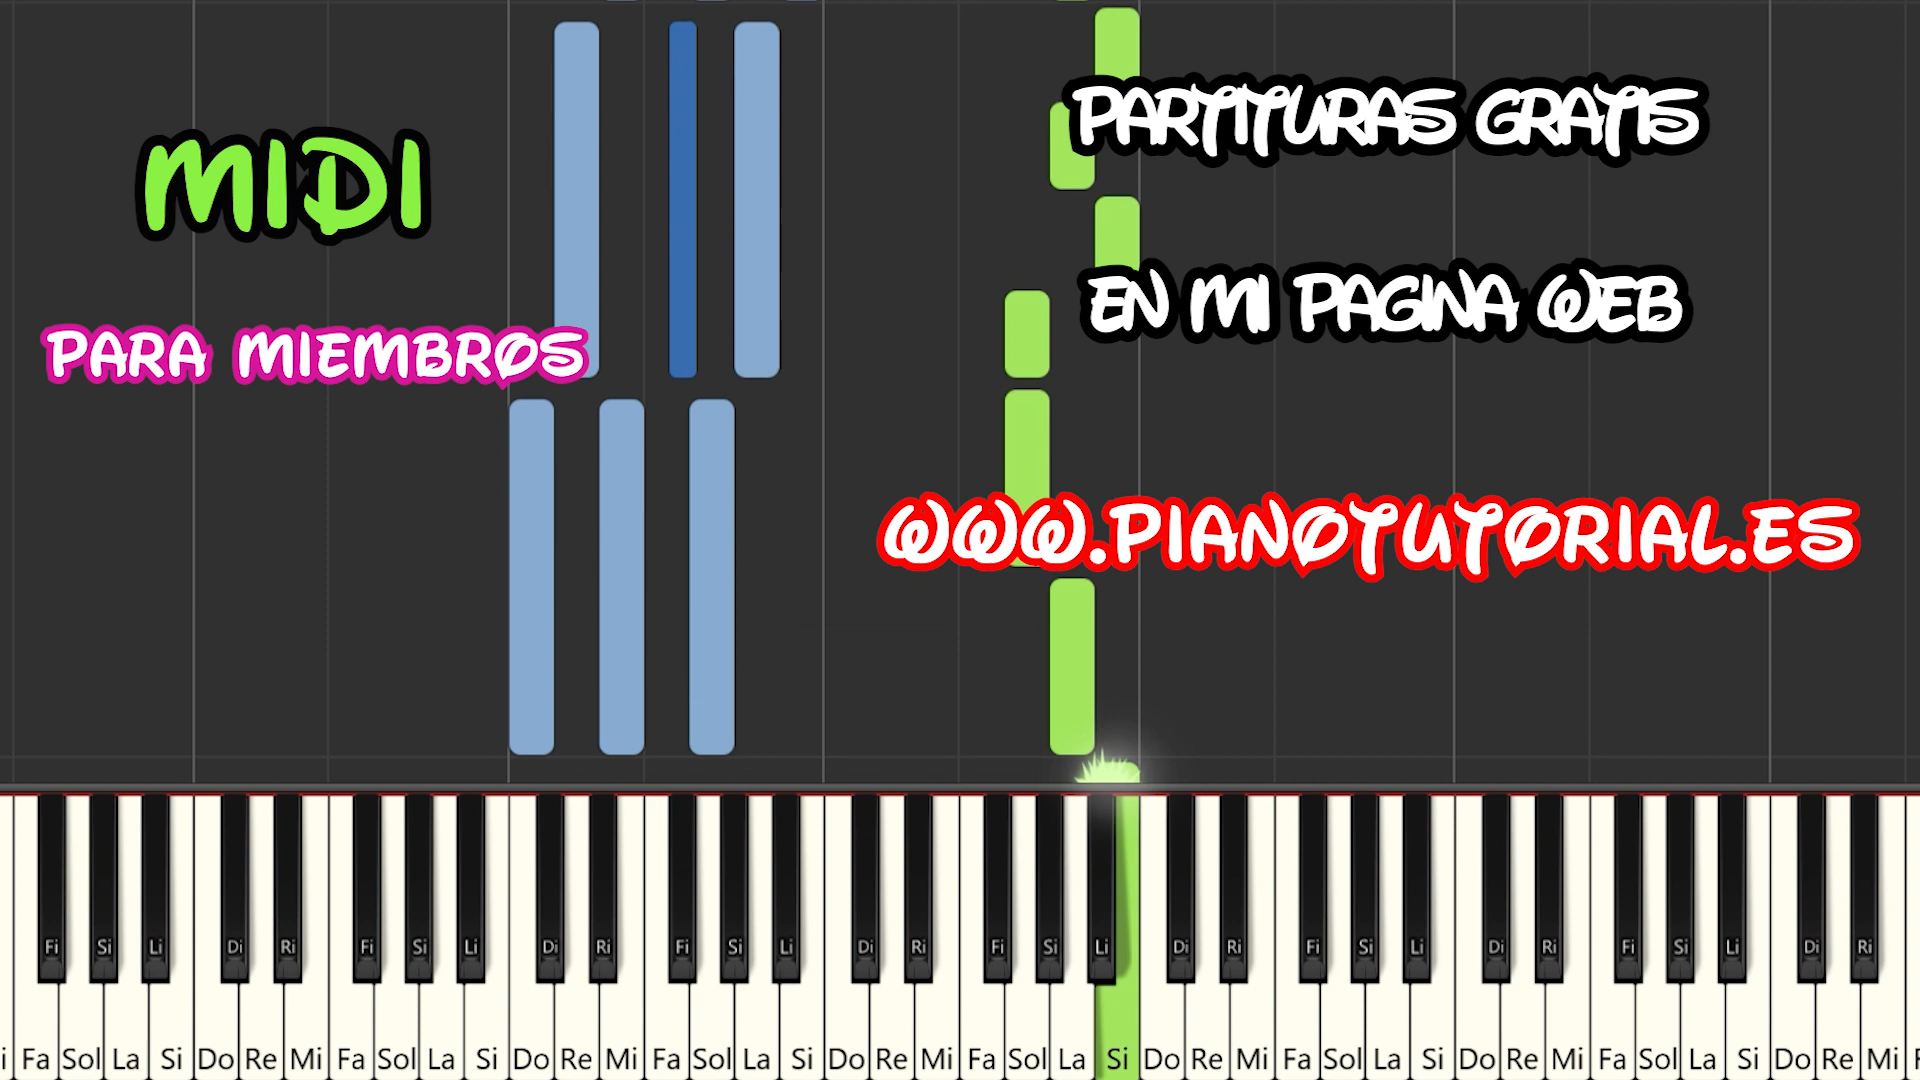 MIDI
PARA MIEMBROS
PARTITURAS GRATIS
EN MI PAGINA WEB
WWW.PIANOTUTORIAL.ES
Fi Si Li Di Ri Fi Si Li Di Ri Fi Si Li Di Ri Fi Si Li Di Ri Fi Si Li Di Ri Fi Si Li Di Ri
i Fa Sol La Si Do Re Mi Fa Sol La Si Do Re Mi Fa Sol La Si Do Re Mi Fa Sol La Si Do Re Mi Fa Sol La Si Do Re Mi Fa Sol La Si Do Re Mi F